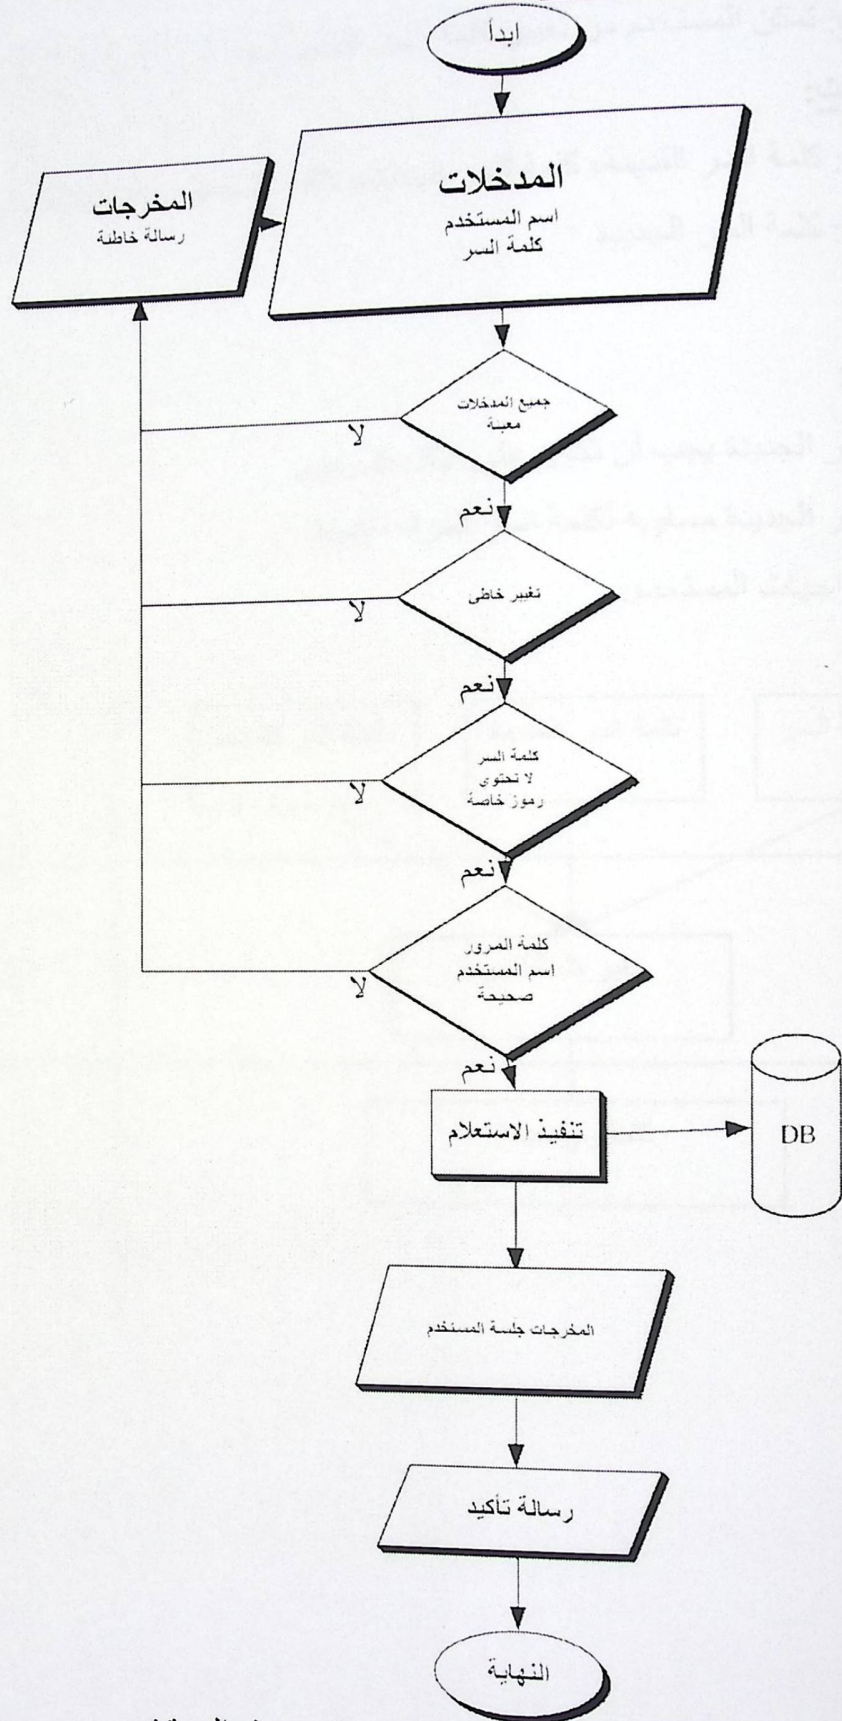 ابدأ
المدخلات
اسم المستخدم
كلمة السر
المخرجات
رسالة خاطئة
جميع المدخلات
معبئة
لا
نعم
تغيير خاطى
لا
نعم
كلمة السر
لا تحتوى
رموز خاصة
لا
نعم
كلمة المرور
اسم المستخدم
صحيحة
لا
نعم
تنفيذ الاستعلام
DB
المخرجات جلسة المستخدم
رسالة تأكيد
النهاية